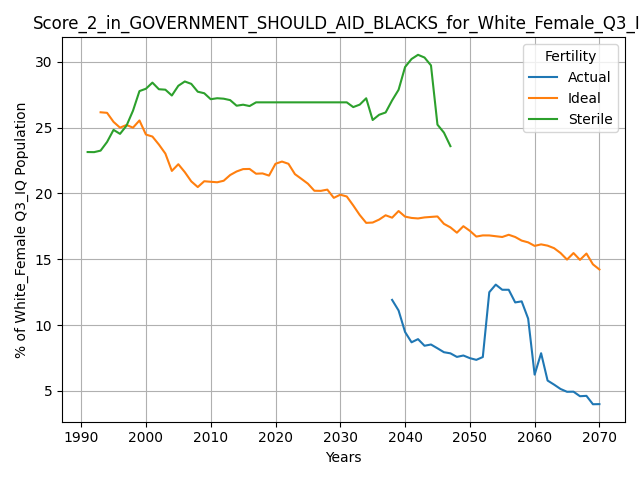 Score_2_in_GOVERNMENT_SHOULD_AID_BLACKS_for_White_Female_Q3_I
Fertility
Actual
Ideal
Sterile
% of White_Female Q3_IQ Population
30
25
20
15
10
5
1990 2000 2010 2020 2030 2040 2050 2060 2070
Years